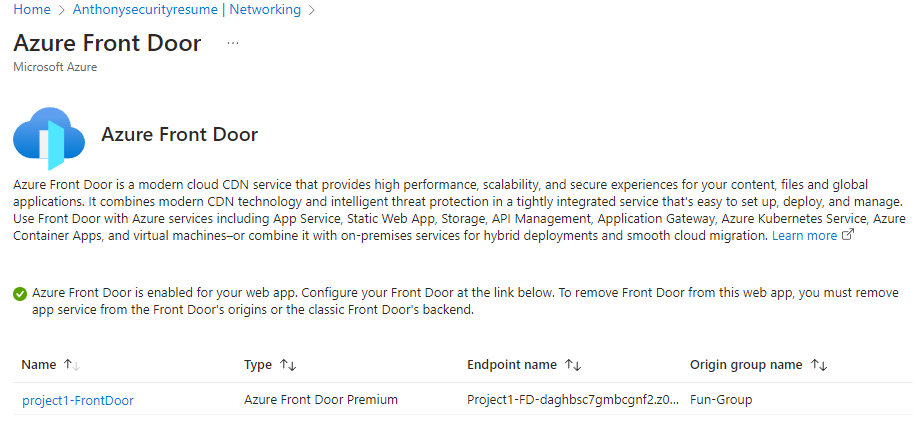 Home > Anthonysecurityresume | Networking >
Azure Front Door ...
Microsoft Azure
Azure Front Door
Azure Front Door is a modern cloud CDN service that provides high performance, scalability, and secure experiences for your content, files and global
applications. It combines modern CDN technology and intelligent threat protection in a tightly integrated service that's easy to set up, deploy, and manage.
Use Front Door with Azure services including App Service, Static Web App, Storage, API Management, Application Gateway, Azure Kubernetes Service, Azure
Container Apps, and virtual machines–or combine it with on-premises services for hybrid deployments and smooth cloud migration. Learn more
Azure Front Door is enabled for your web app. Configure your Front Door at the link below. To remove Front Door from this web app, you must remove
app service from the Front Door's origins or the classic Front Door's backend.
Name ↑↓ Type ↑↓ Endpoint name ↑↓ Origin group name ↑↓
project1-FrontDoor Azure Front Door Premium Project1-FD-daghbsc7gmbcgnf2.z0... Fun-Group